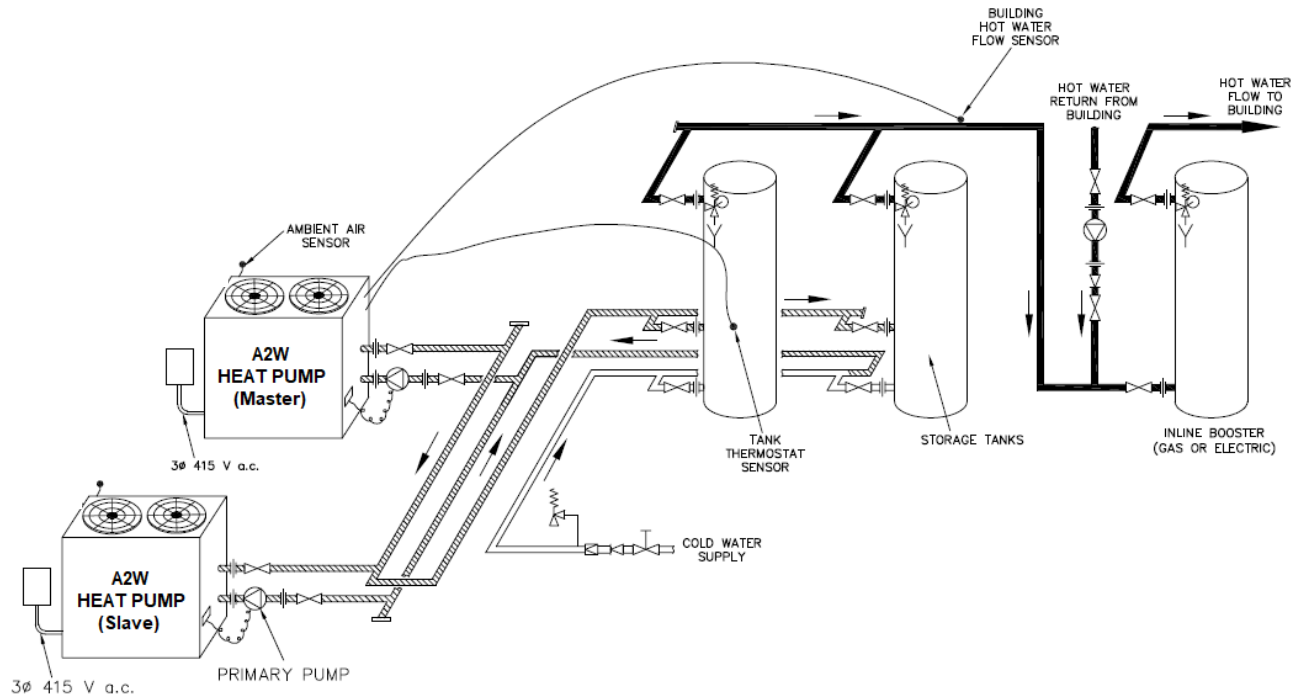 BUILDING
HOT WATER
FLOW SENSOR
HOT WATER
RETURN FROM
BUILDING
HOT WATER
FLOW TO
BUILDING
AMBIENT AIR
SENSOR
A2W
HEAT PUMP
(Master)
3ø 415 V a.c.
TANK
THERMOSTAT
SENSOR
STORAGE TANKS
INLINE BOOSTER
(GAS OR ELECTRIC)
COLD WATER
SUPPLY
A2W
HEAT PUMP
(Slave)
PRIMARY PUMP
3ø 415 V a.c.